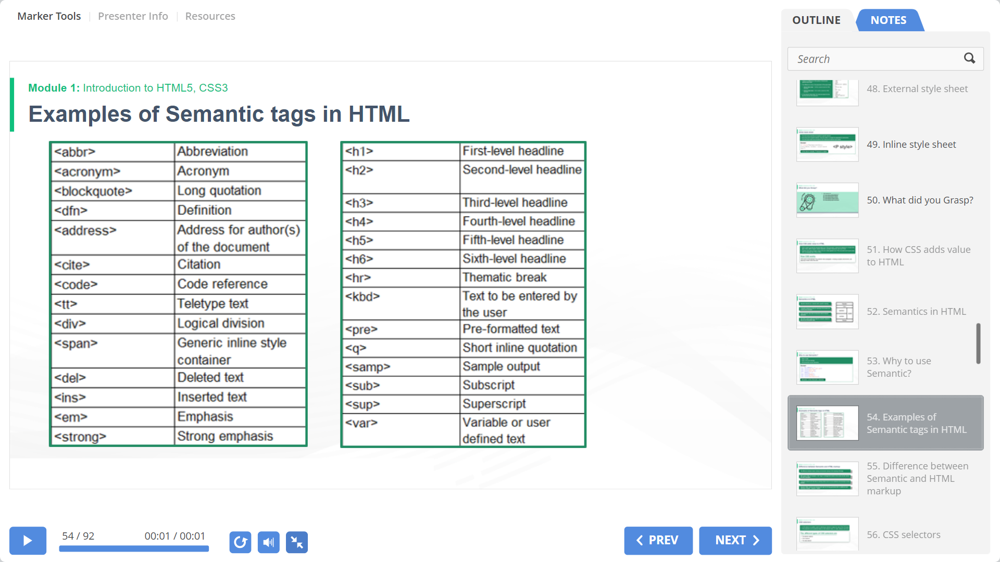 Marker Tools
Presenter Info
Resources
OUTLINE
NOTES
Search
Module 1: Introduction to HTML5, CSS3
Examples of Semantic tags in HTML
<abbr> Abbreviation
<acronym> Acronym
<blockquote> Long quotation
<dfn> Definition
<address> Address for author(s)
of the document
<cite> Citation
<code> Code reference
<tt> Teletype text
<div> Logical division
<span> Generic inline style
container
<del> Deleted text
<ins> Inserted text
<em> Emphasis
<strong> Strong emphasis
<h1> First-level headline
<h2> Second-level headline
<h3> Third-level headline
<h4> Fourth-level headline
<h5> Fifth-level headline
<h6> Sixth-level headline
<hr> Thematic break
<kbd> Text to be entered by
the user
<pre> Pre-formatted text
<q> Short inline quotation
<samp> Sample output
<sub> Subscript
<sup> Superscript
<var> Variable or user
defined text
48. External style sheet
<P style>
49. Inline style sheet
50. What did you Grasp?
51. How CSS adds value
to HTML
52. Semantics in HTML
53. Why to use
Semantic?
54. Examples of
Semantic tags in HTML
55. Difference between
Semantic and HTML
markup
56. CSS selectors
54 / 92
00:01 / 00:01
PREV
NEXT